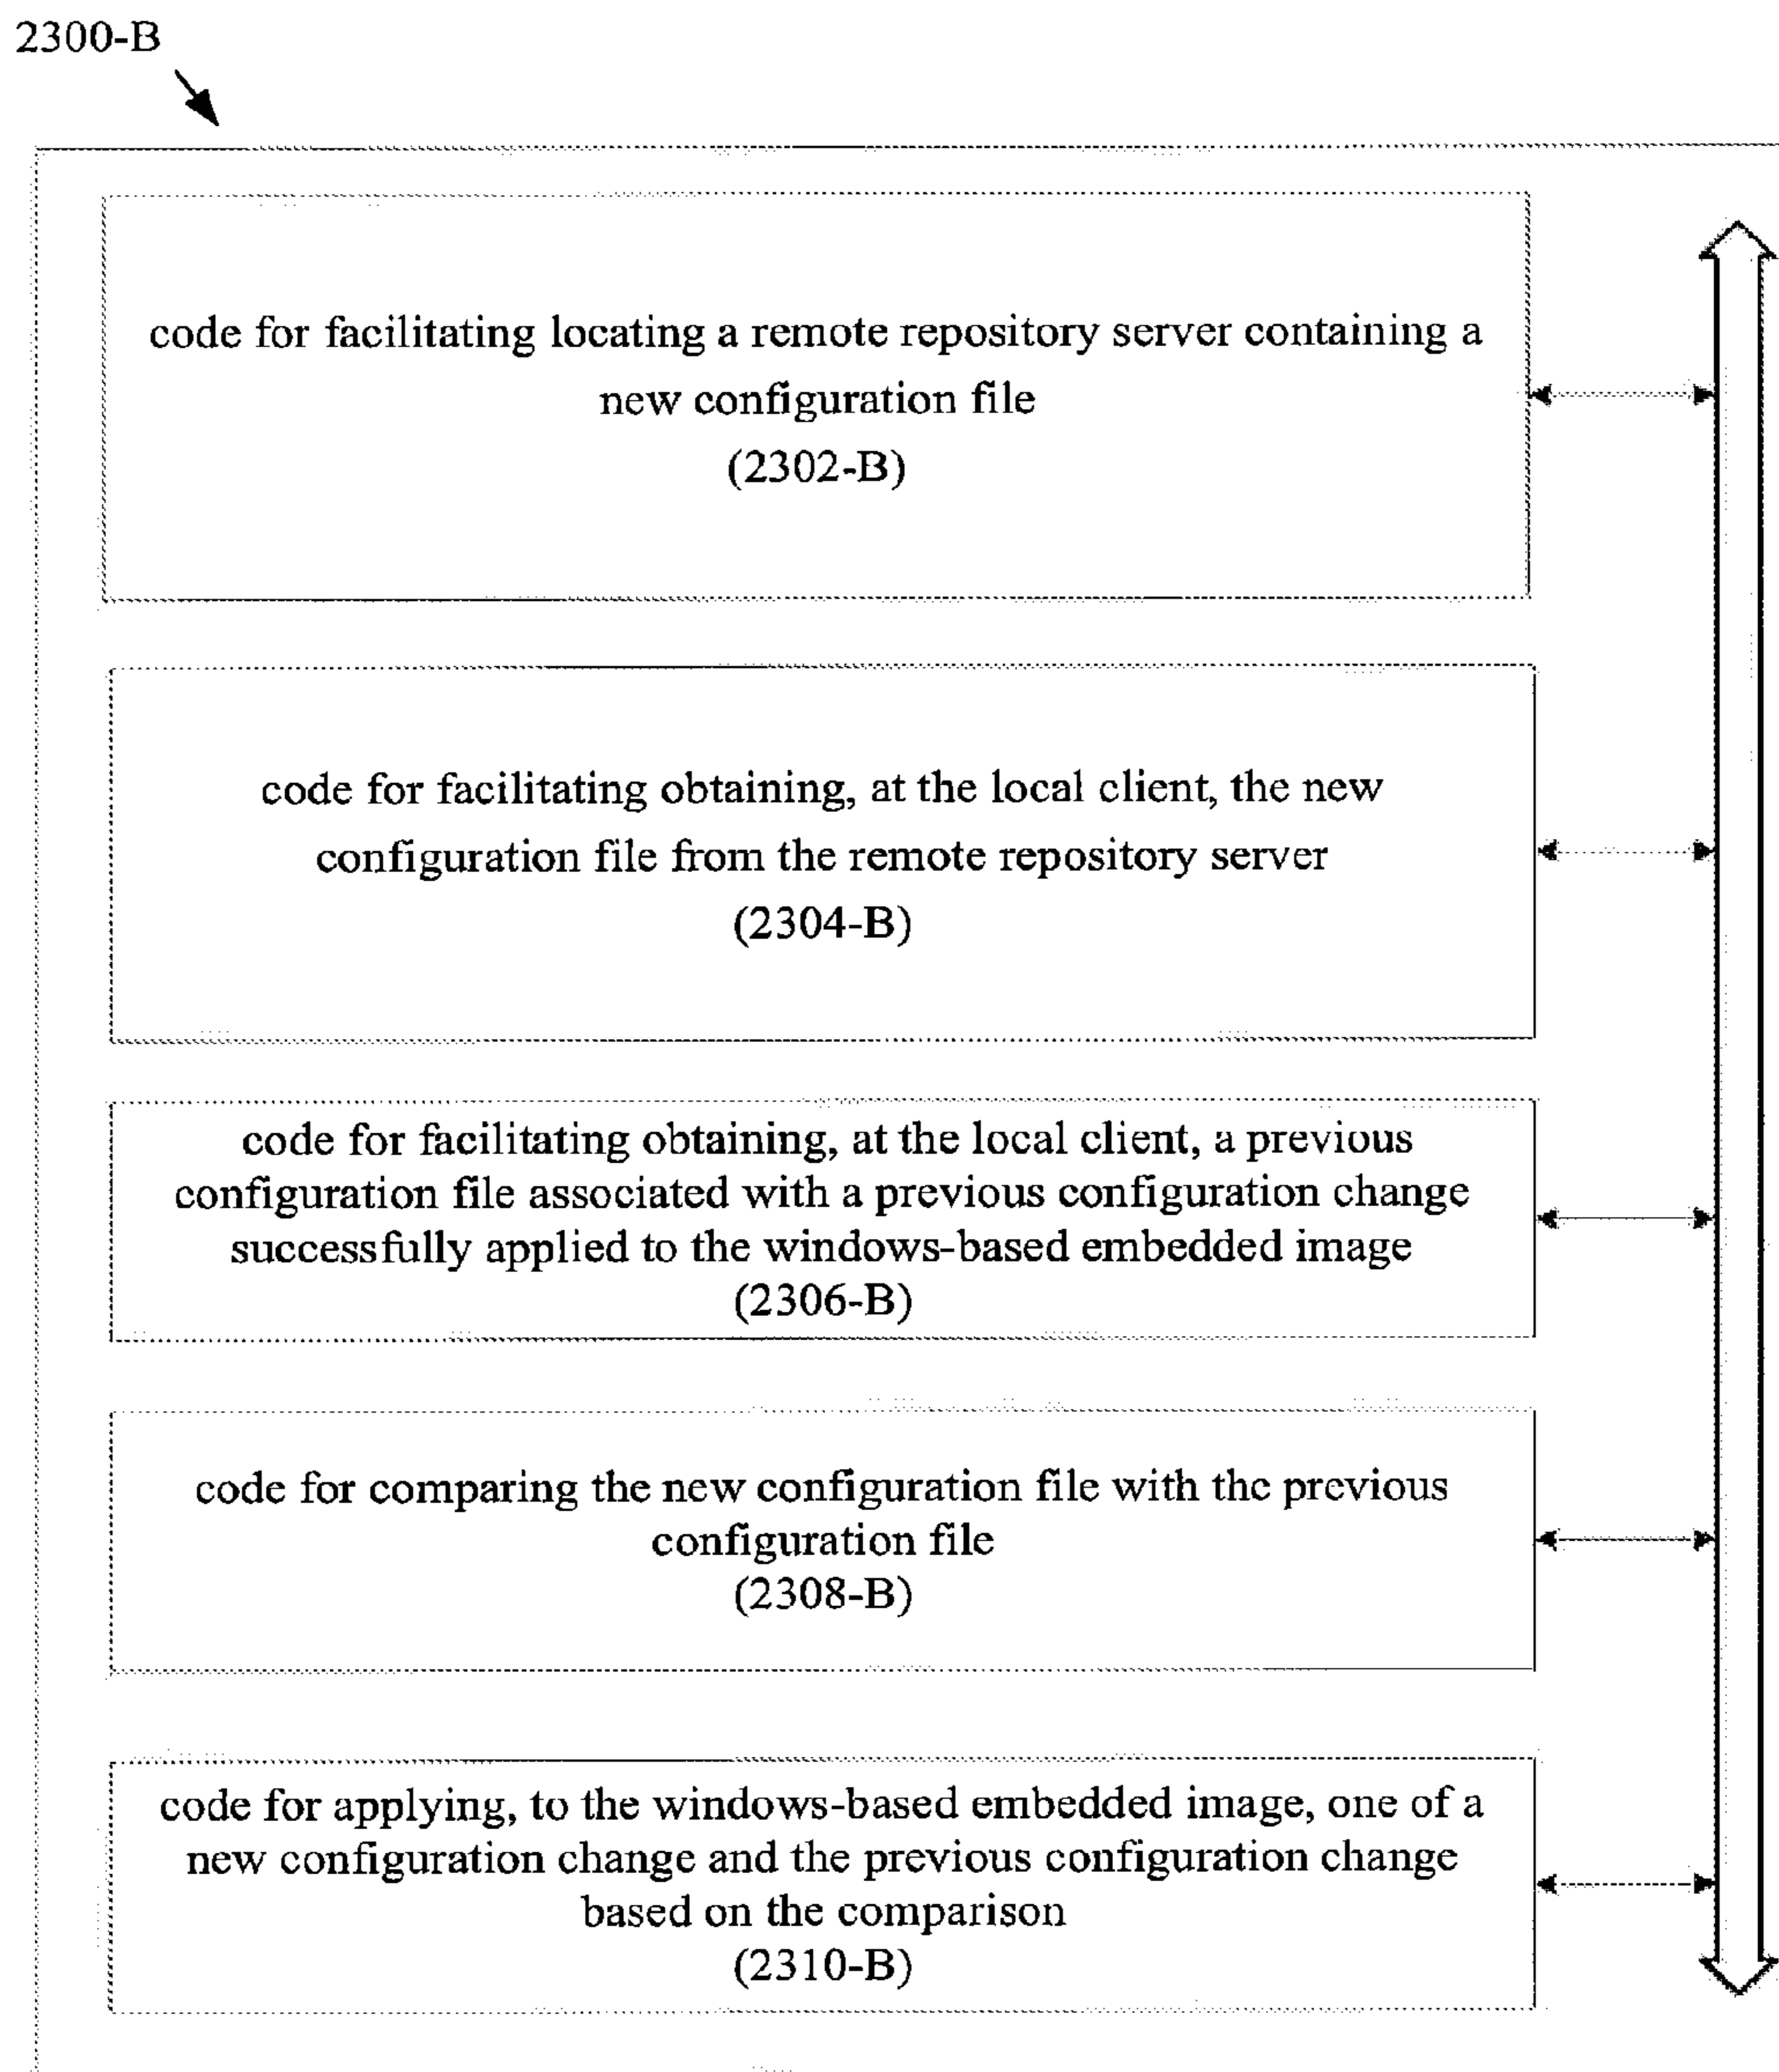 2300-B
code for facilitating locating a remote repository server containing a
new configuration file
(2302-B)
code for facilitating obtaining, at the local client, the new
configuration file from the remote repository server
(2304-B)
code for facilitating obtaining, at the local client, a previous
configuration file associated with a previous configuration change
successfully applied to the windows-based embedded image
(2306-B)
code for comparing the new configuration file with the previous
configuration file
(2308-B)
code for applying, to the windows-based embedded image, one of a
new configuration change and the previous configuration change
based on the comparison
(2310-B)